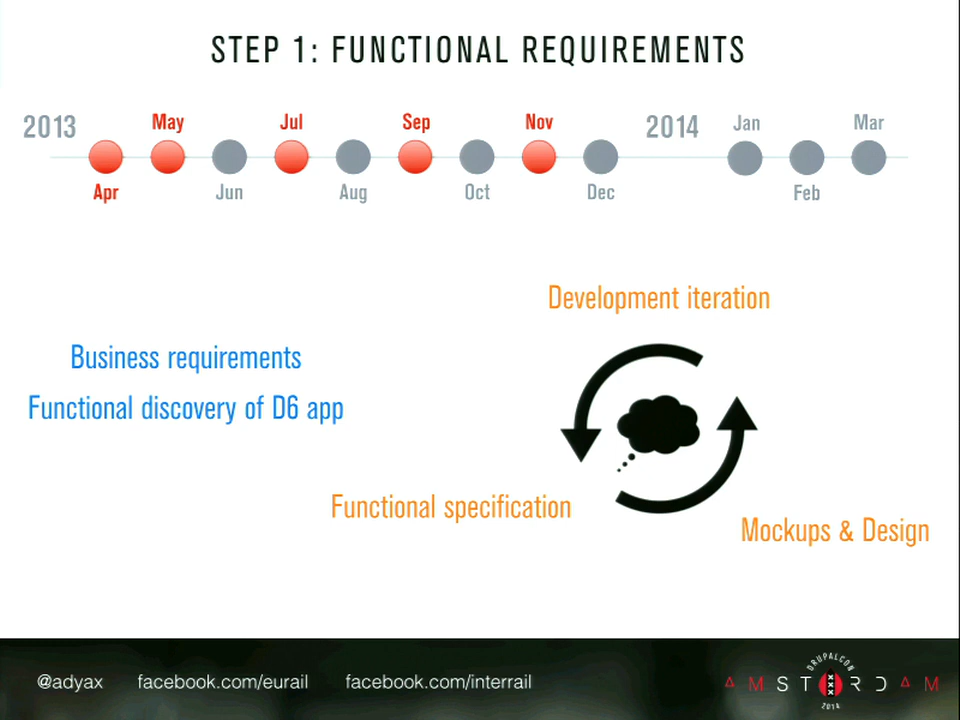 STEP 1: FUNCTIONAL REQUIREMENTS
2013
May
Jul
Sep
Nov
2014
Jan
Mar
Apr
Jun
Aug
Oct
Dec
Feb
Development iteration
Business requirements
Functional discovery of D6 app
Functional specification
Mockups & Design
@adyax facebook.com/eurail facebook.com/interrail
DRUPALCON
AMSTERDAM
2014